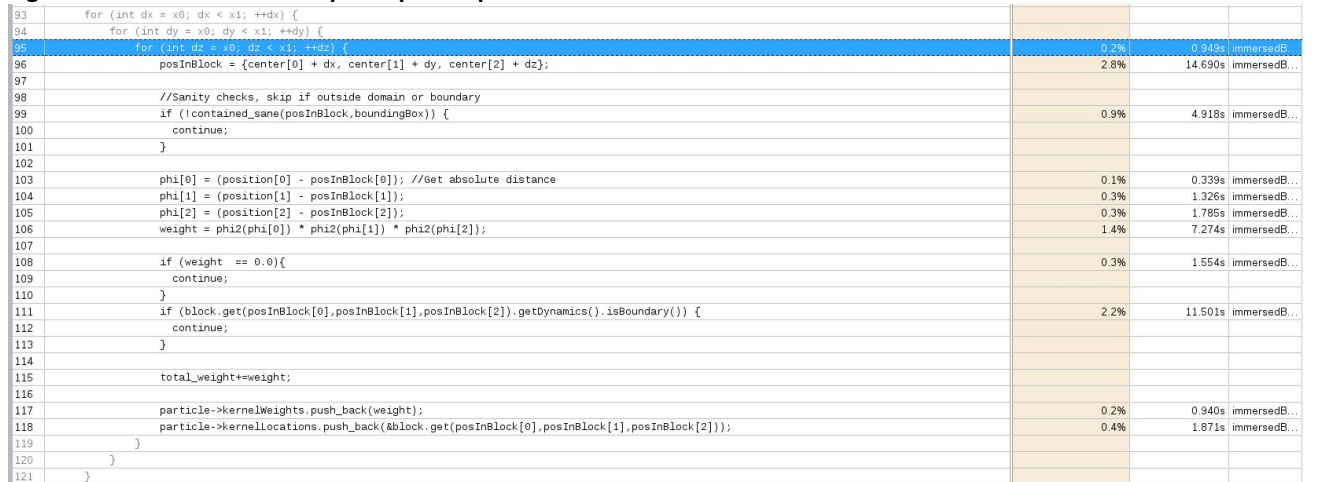 93 for (int dx = x0; dx < x1; ++dx) {
94 for (int dy = x0; dy < x1; ++dy) {
95 for (int dz = x0; dz < x1; ++dz) { 0.2% 0.949s immersedB...
96 posInBlock = {center[0] + dx, center[1] + dy, center[2] + dz}; 2.8% 14.690s immersedB...
97
98 //Sanity checks, skip if outside domain or boundary
99 if (!contained_sane(posInBlock,boundingBox)) { 0.9% 4.918s immersedB...
100 continue;
101 }
102
103 phi[0] = (position[0] - posInBlock[0]); //Get absolute distance 0.1% 0.339s immersedB...
104 phi[1] = (position[1] - posInBlock[1]); 0.3% 1.326s immersedB...
105 phi[2] = (position[2] - posInBlock[2]); 0.3% 1.785s immersedB...
106 weight = phi2(phi[0]) * phi2(phi[1]) * phi2(phi[2]); 1.4% 7.274s immersedB...
107
108 if (weight == 0.0){ 0.3% 1.554s immersedB...
109 continue;
110 }
111 if (block.get(posInBlock[0],posInBlock[1],posInBlock[2]).getDynamics().isBoundary()) { 2.2% 11.501s immersedB...
112 continue;
113 }
114
115 total_weight+=weight;
116
117 particle->kernelWeights.push_back(weight); 0.2% 0.940s immersedB...
118 particle->kernelLocations.push_back(&block.get(posInBlock[0],posInBlock[1],posInBlock[2])); 0.4% 1.871s immersedB...
119 }
120 }
121 }